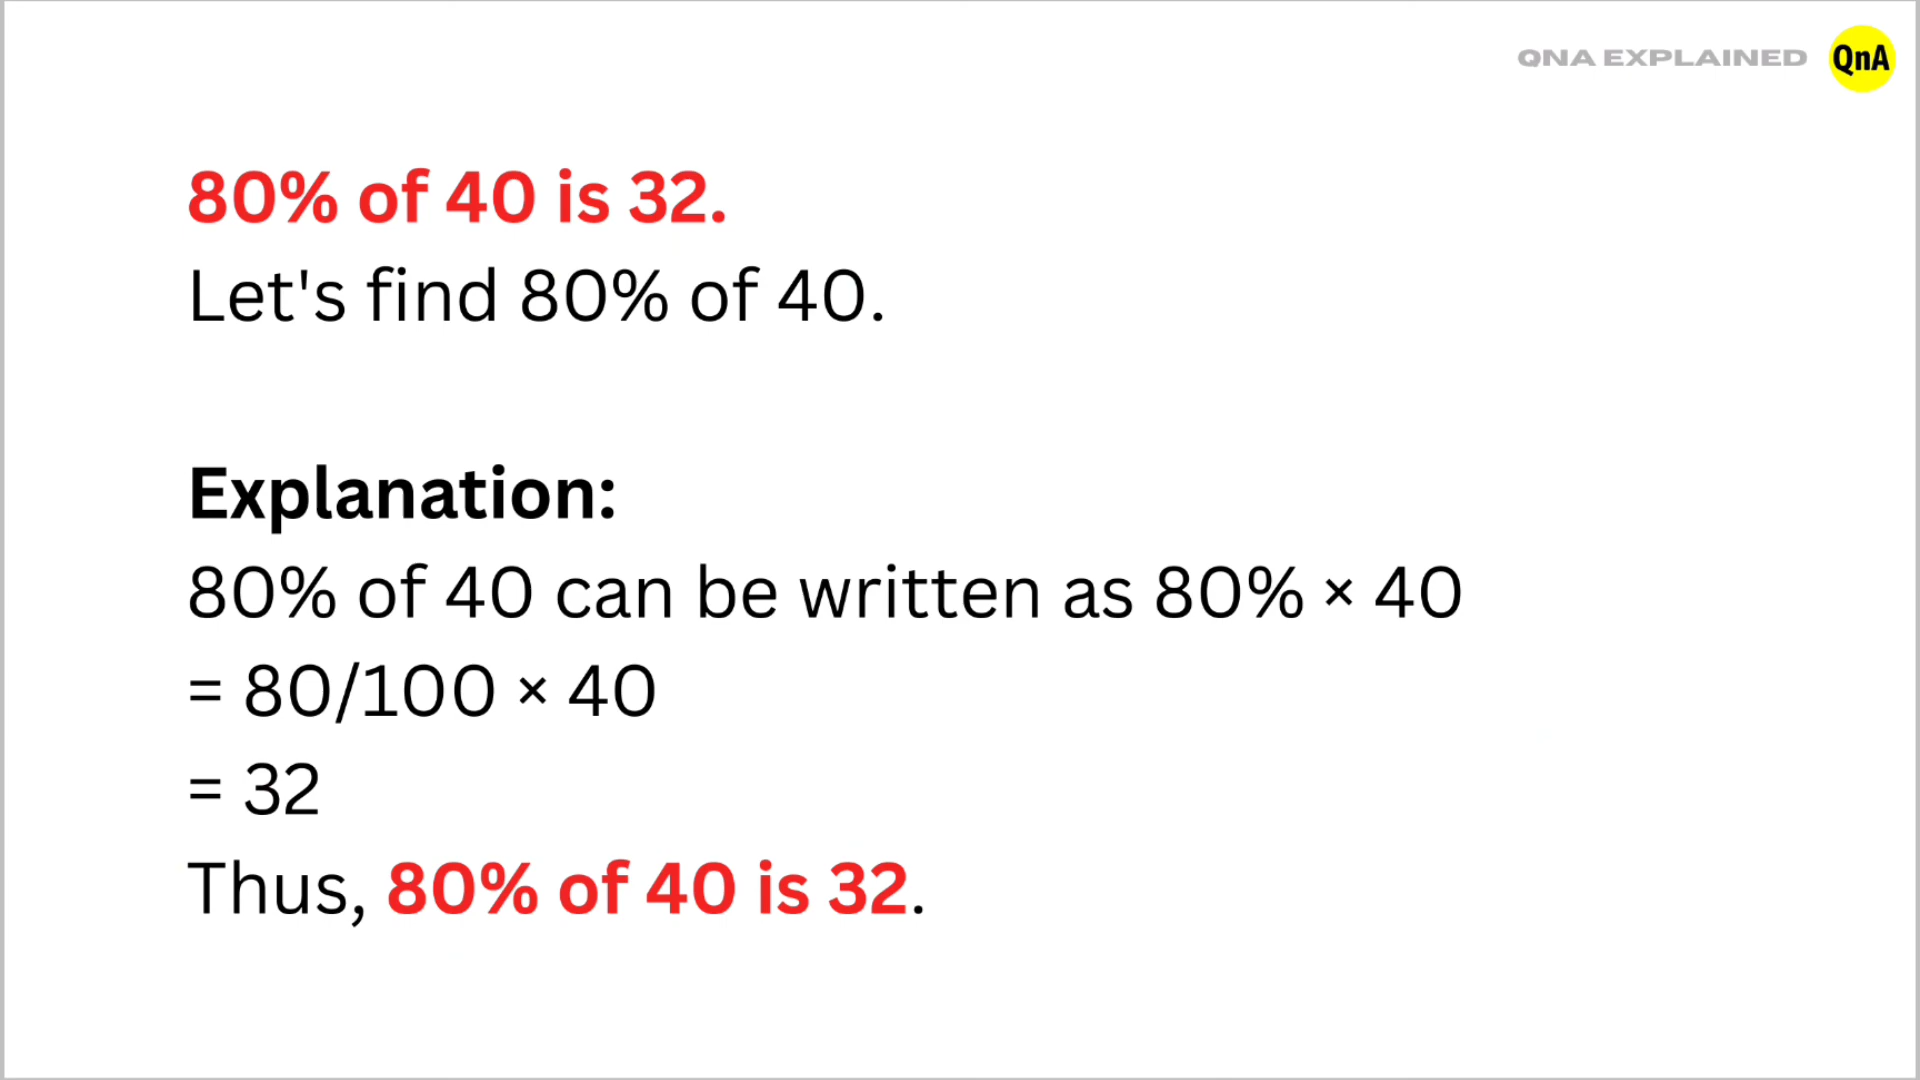 QNA EXPLAINED QnA
80% of 40 is 32.
Let's find 80% of 40.
Explanation:
80% of 40 can be written as 80% × 40
= 80/100 × 40
= 32
Thus, 80% of 40 is 32.